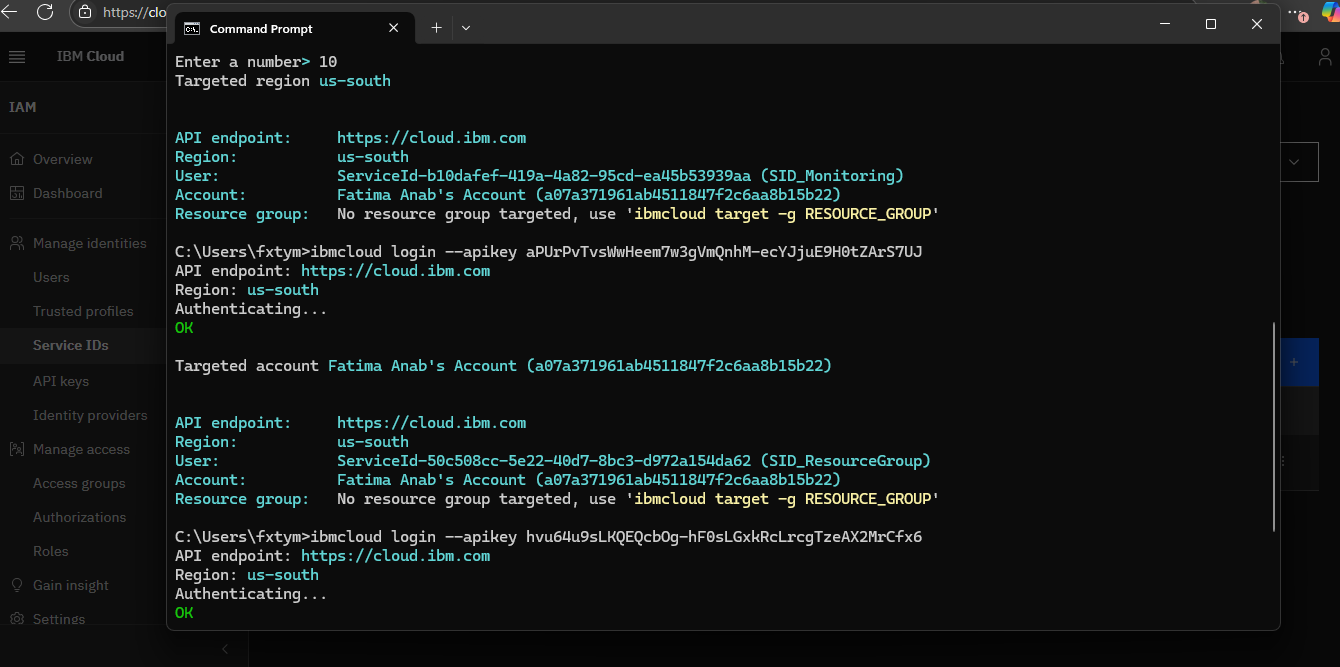 https://clo
Command Prompt
IBM Cloud
IAM
Overview
Dashboard
Manage identities
Users
Trusted profiles
Service IDs
API keys
Identity providers
Manage access
Access groups
Authorizations
Roles
Gain insight
Settings
Enter a number> 10
Targeted region us-south
API endpoint: https://cloud.ibm.com
Region: us-south
User: ServiceId-b10dafef-419a-4a82-95cd-ea45b53939aa (SID_Monitoring)
Account: Fatima Anab's Account (a07a371961ab4511847f2c6aa8b15b22)
Resource group: No resource group targeted, use 'ibmcloud target -g RESOURCE_GROUP'
C:\Users\fxtym>ibmcloud login --apikey aPUrPvTvsWwHeem7w3gVmQnhM-ecYJjuE9H0tZArS7UJ
API endpoint: https://cloud.ibm.com
Region: us-south
Authenticating...
OK
Targeted account Fatima Anab's Account (a07a371961ab4511847f2c6aa8b15b22)
API endpoint: https://cloud.ibm.com
Region: us-south
User: ServiceId-50c508cc-5e22-40d7-8bc3-d972a154da62 (SID_ResourceGroup)
Account: Fatima Anab's Account (a07a371961ab4511847f2c6aa8b15b22)
Resource group: No resource group targeted, use 'ibmcloud target -g RESOURCE_GROUP'
C:\Users\fxtym>ibmcloud login --apikey hvu64u9sLKQEQcbOg-hF0sLGxkRcLrcgTzeAX2MrCfx6
API endpoint: https://cloud.ibm.com
Region: us-south
Authenticating...
OK